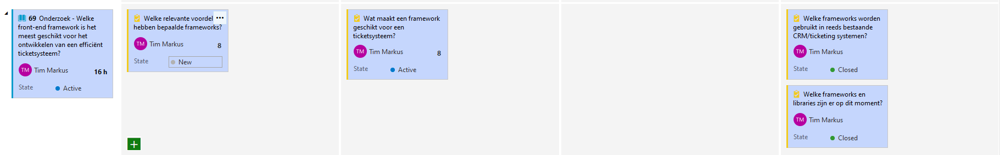 69 Onderzoek - Welke
front-end framework is het
meest geschikt voor het
ontwikkelen van een efficiënt
ticketsysteem?
TM Tim Markus
16 h
State Active
Welke relevante voordel
hebben bepaalde frameworks?
TM Tim Markus
8
State New
Wat maakt een framework
geschikt voor een
ticketsysteem?
TM Tim Markus
8
State Active
Welke frameworks worden
gebruikt in reeds bestaande
CRM/ticketing systemen?
TM Tim Markus
State Closed
Welke frameworks en
libraries zijn er op dit moment?
TM Tim Markus
State Closed